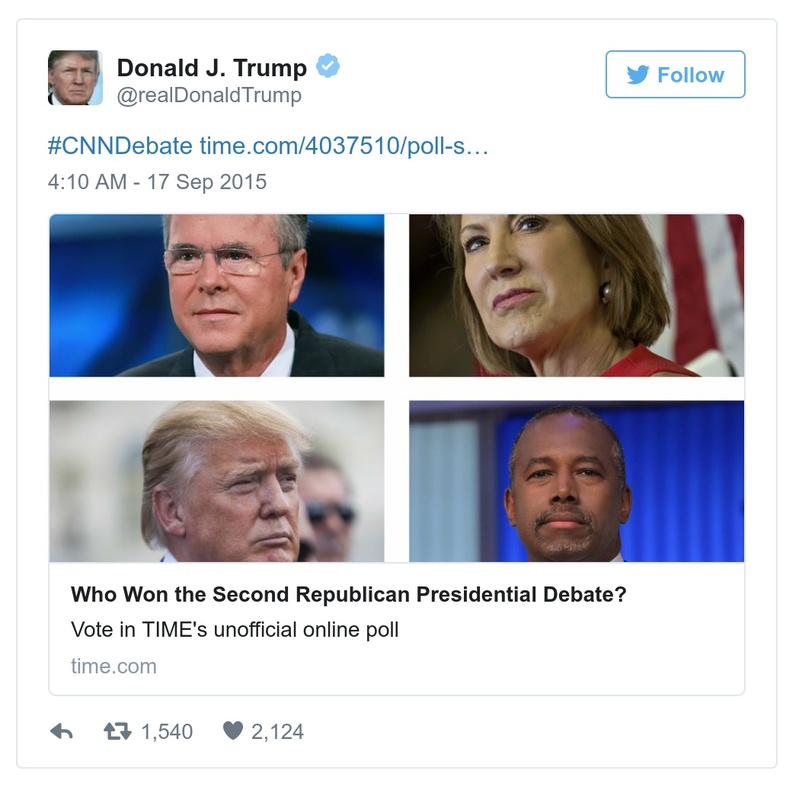 Donald J. Trump
@realDonaldTrump
Follow
#CNNDebate time.com/4037510/poll-s…
4:10 AM - 17 Sep 2015
Who Won the Second Republican Presidential Debate?
Vote in TIME's unofficial online poll
time.com
1,540 2,124